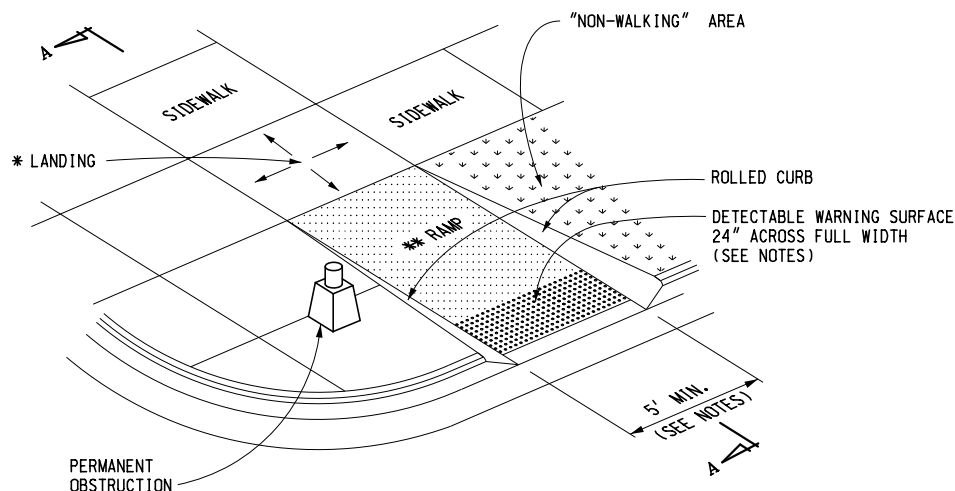 "NON-WALKING" AREA
A
SIDEWALK
SIDEWALK
* LANDING
ROLLED CURB
** RAMP
DETECTABLE WARNING SURFACE
24" ACROSS FULL WIDTH
(SEE NOTES)
5' MIN.
(SEE NOTES)
A
PERMANENT
OBSTRUCTION